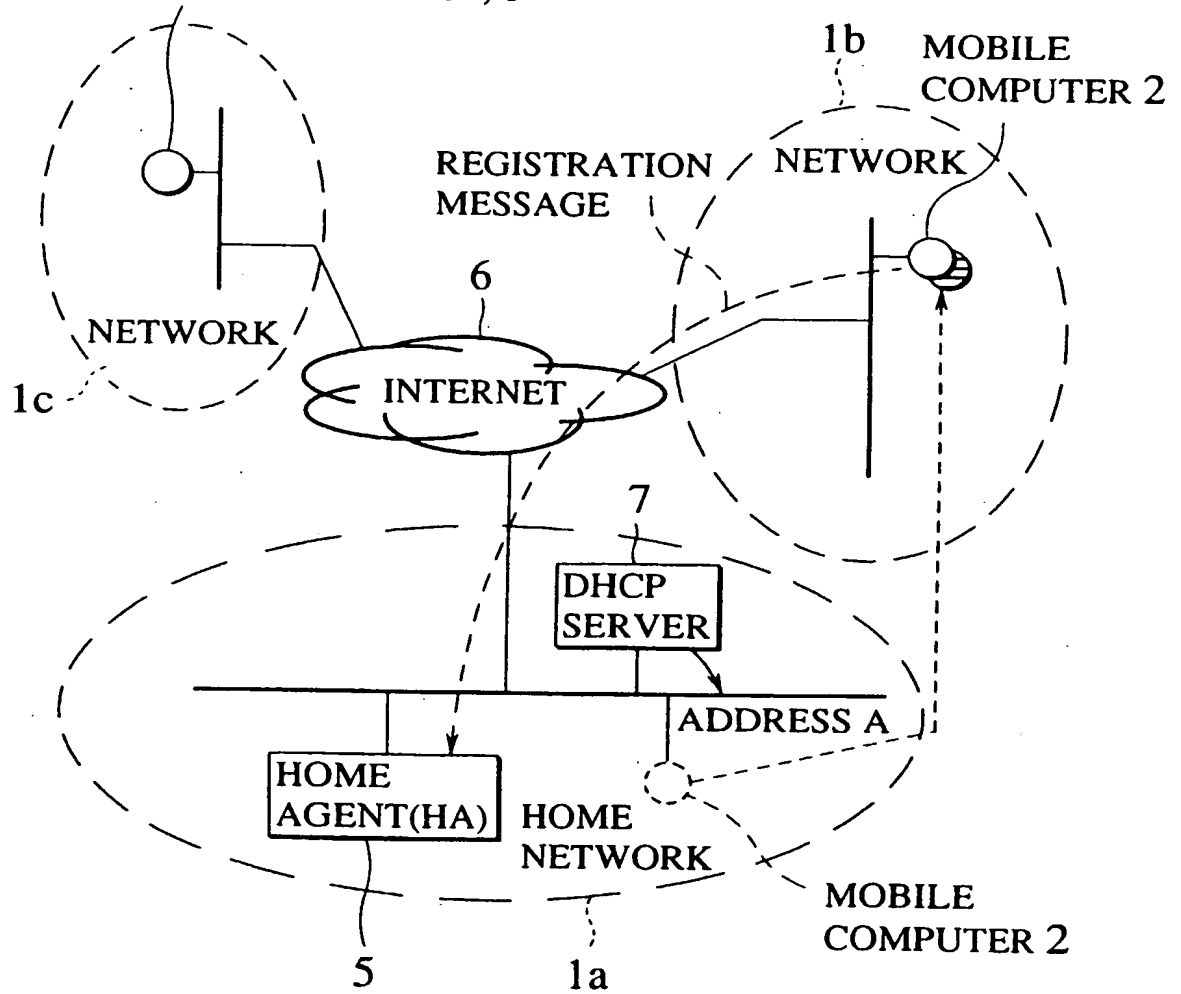 1b
MOBILE
COMPUTER 2
REGISTRATION
MESSAGE
NETWORK
6
NETWORK
1c
INTERNET
7
DHCP
SERVER
ADDRESS A
HOME
AGENT(HA)
HOME
NETWORK
MOBILE
COMPUTER 2
5
1a